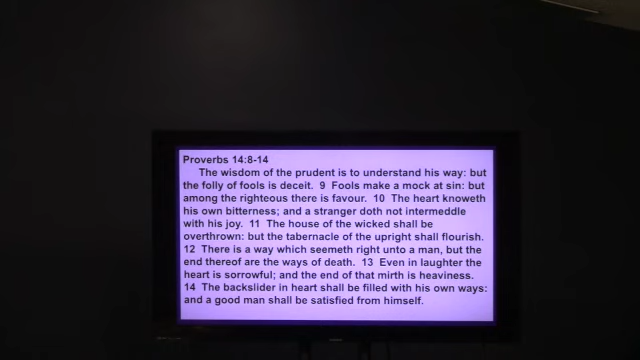 Proverbs 14:8-14
The wisdom of the prudent is to understand his way: but
the folly of fools is deceit. 9 Fools make a mock at sin: but
among the righteous there is favour. 10 The heart knoweth
his own bitterness; and a stranger doth not intermeddle
with his joy. 11 The house of the wicked shall be
overthrown: but the tabernacle of the upright shall flourish.
12 There is a way which seemeth right unto a man, but the
end thereof are the ways of death. 13 Even in laughter the
heart is sorrowful; and the end of that mirth is heaviness.
14 The backslider in heart shall be filled with his own ways:
and a good man shall be satisfied from himself.